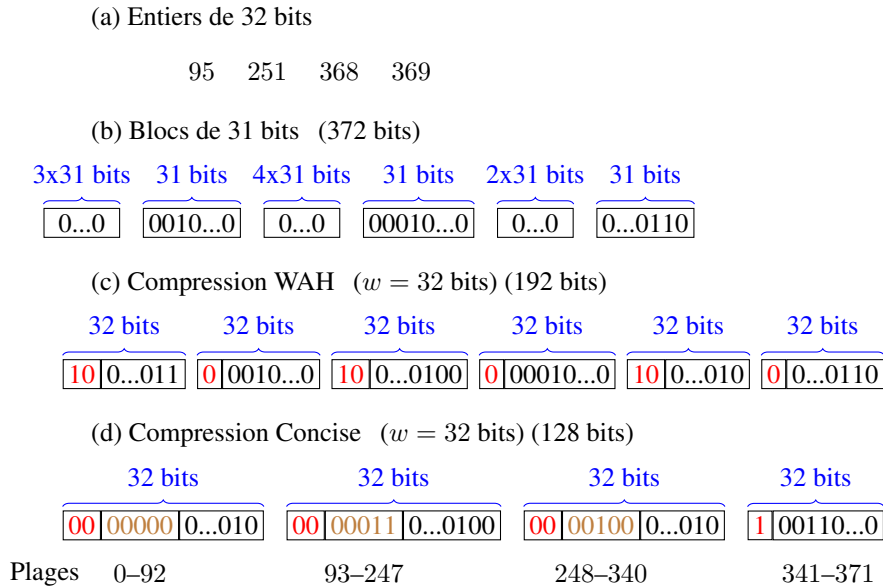 (a) Entiers de 32 bits
95 251 368 369
(b) Blocs de 31 bits (372 bits)
3x31 bits 31 bits 4x31 bits 31 bits 2x31 bits 31 bits
0...0 0010...0 0...0 00010...0 0...0 0...0110
(c) Compression WAH (w = 32 bits) (192 bits)
32 bits 32 bits 32 bits 32 bits 32 bits 32 bits
10 0...011 0 0010...0 10 0...0100 0 00010...0 10 0...010 0 0...0110
(d) Compression Concise (w = 32 bits) (128 bits)
32 bits 32 bits 32 bits 32 bits
00 00000 0...010 00 00011 0...0100 00 00100 0...010 1 00110...0
Plages 0–92 93–247 248–340 341–371